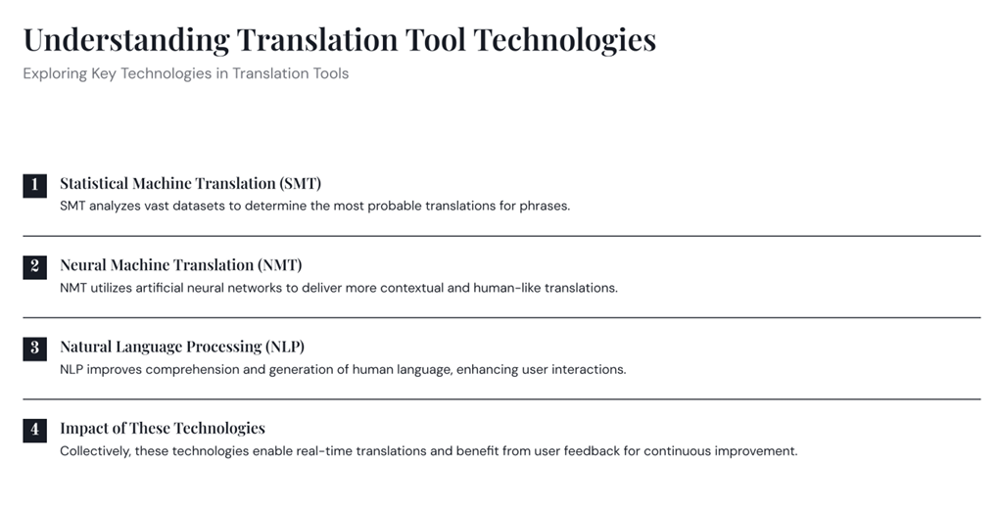 Understanding Translation Tool Technologies
Exploring Key Technologies in Translation Tools
1 Statistical Machine Translation (SMT)
SMT analyzes vast datasets to determine the most probable translations for phrases.
2 Neural Machine Translation (NMT)
NMT utilizes artificial neural networks to deliver more contextual and human-like translations.
3 Natural Language Processing (NLP)
NLP improves comprehension and generation of human language, enhancing user interactions.
4 Impact of These Technologies
Collectively, these technologies enable real-time translations and benefit from user feedback for continuous improvement.